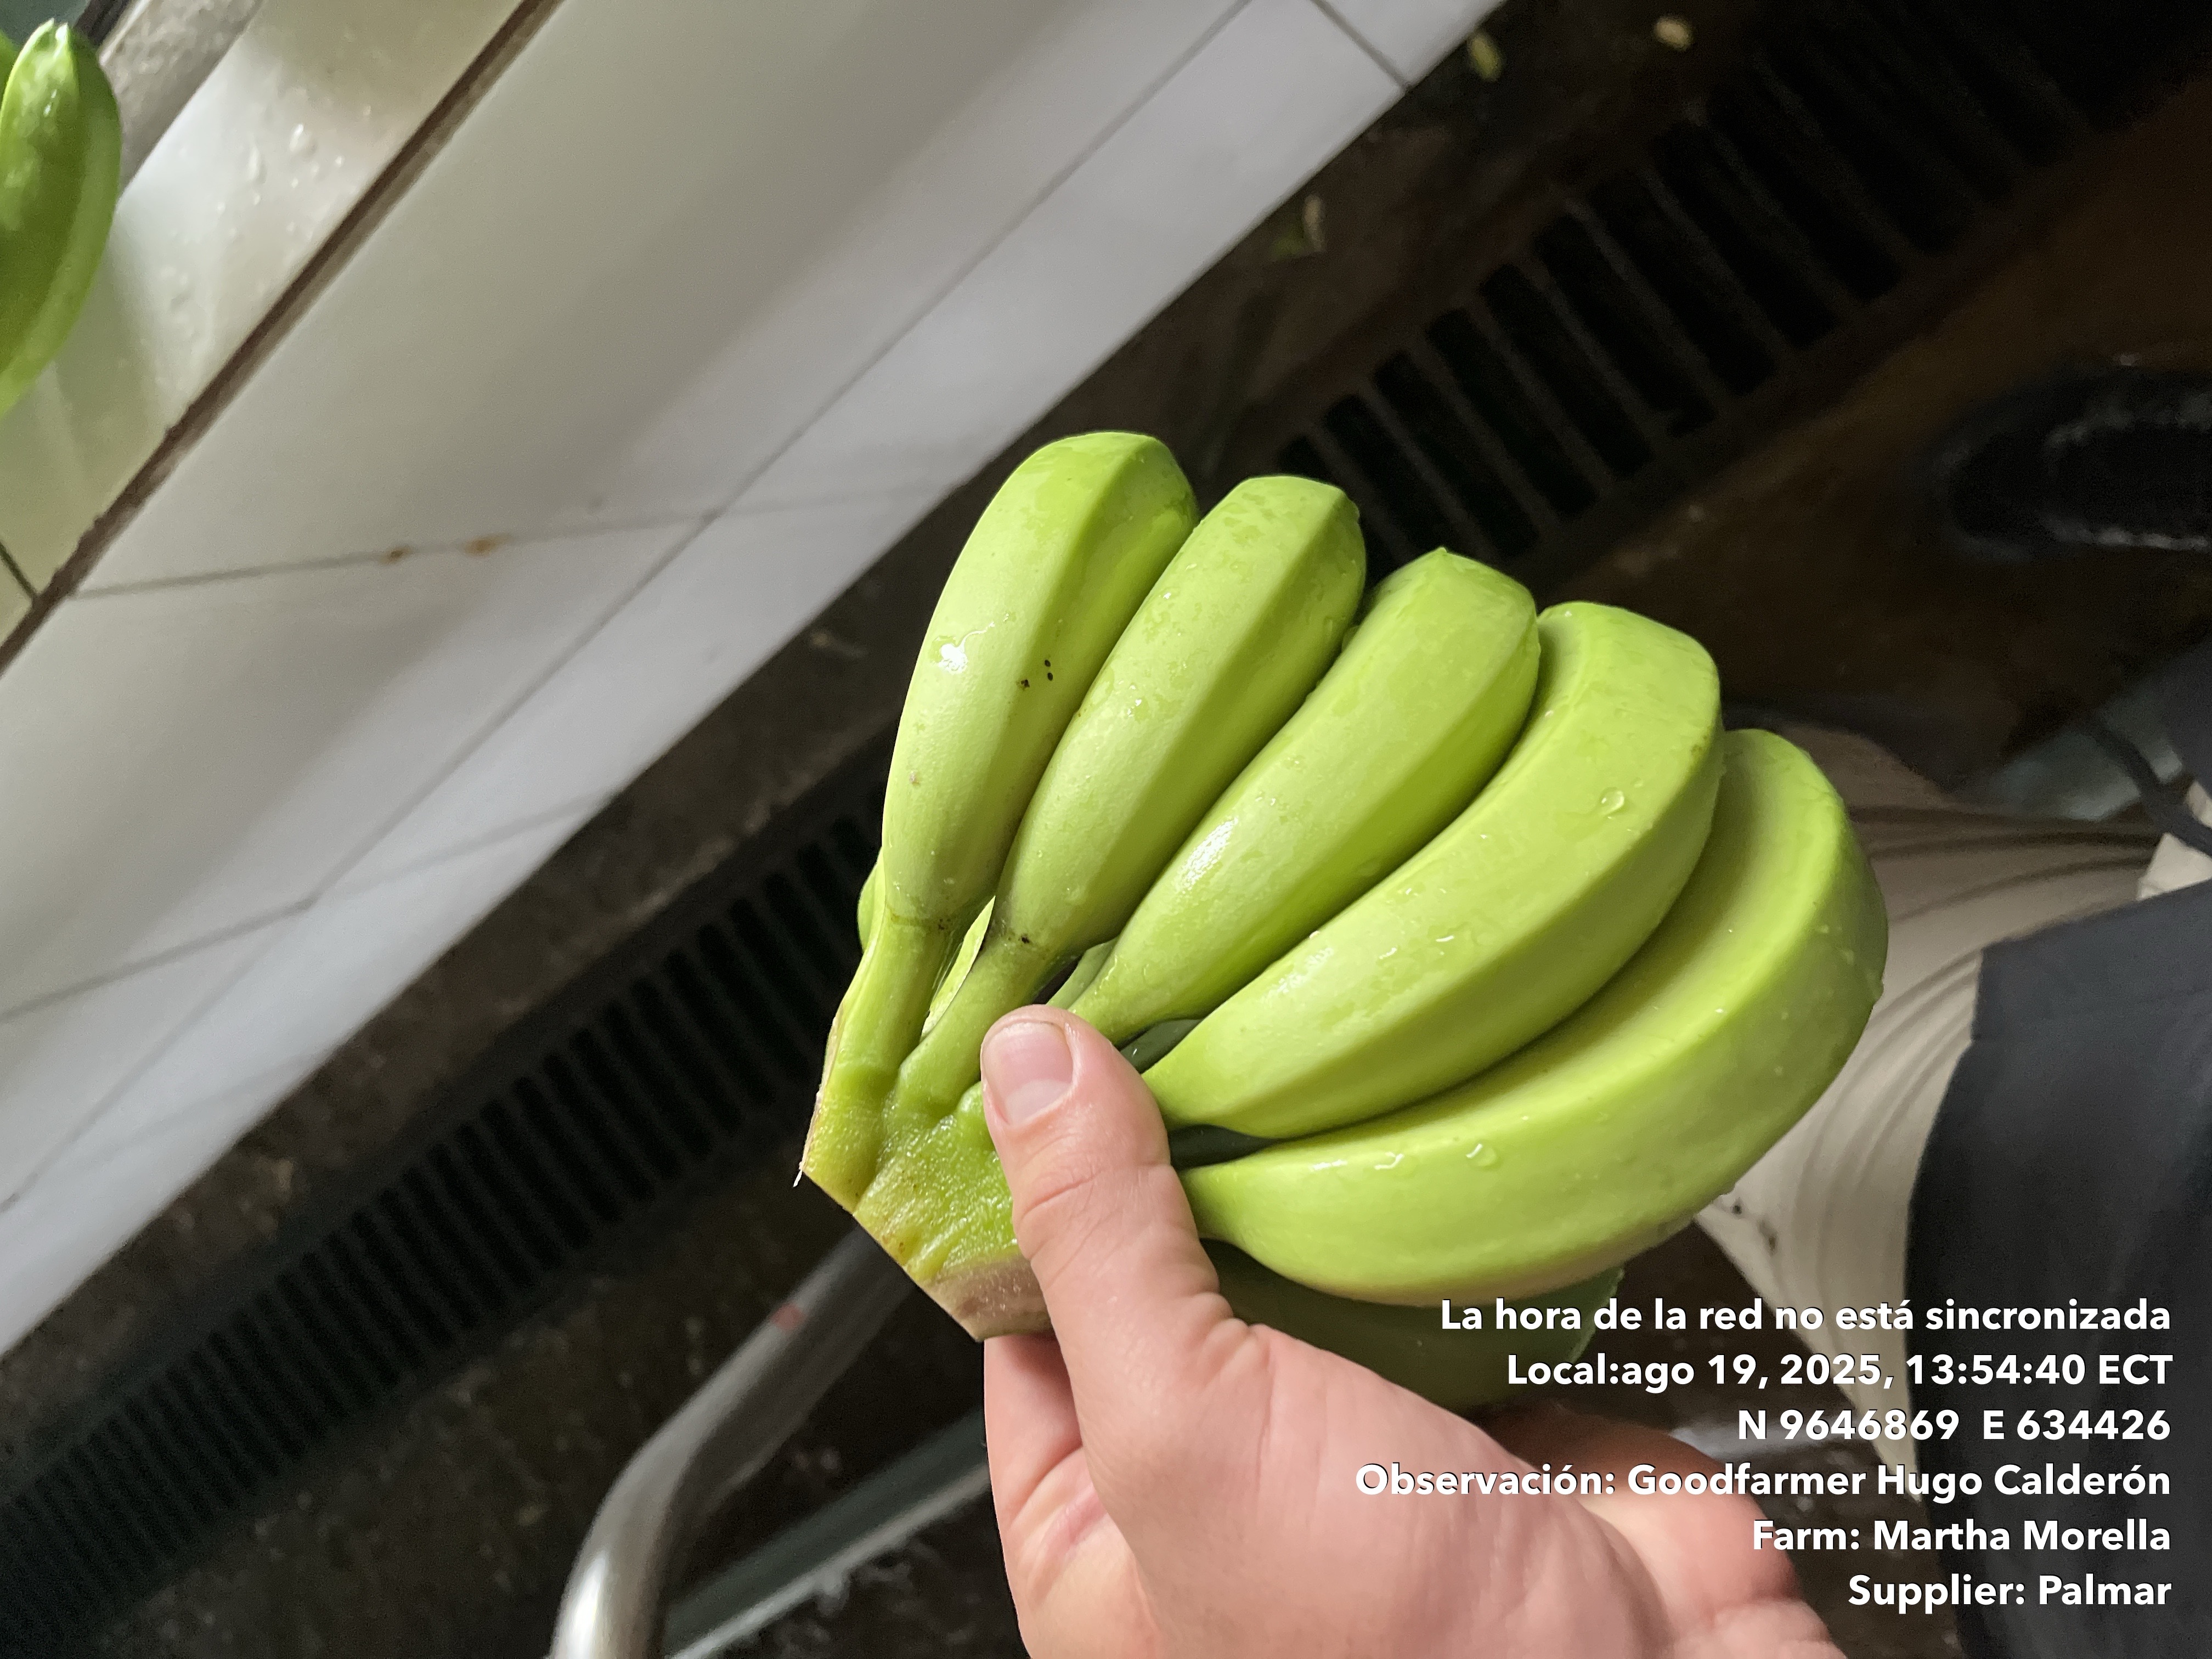 La hora de la red no está sincronizada
Local:ago 19, 2025, 13:54:40 ECT
N 9646869 E 634426
Observación: Goodfarmer Hugo Calderón
Farm: Martha Morella
Supplier: Palmar